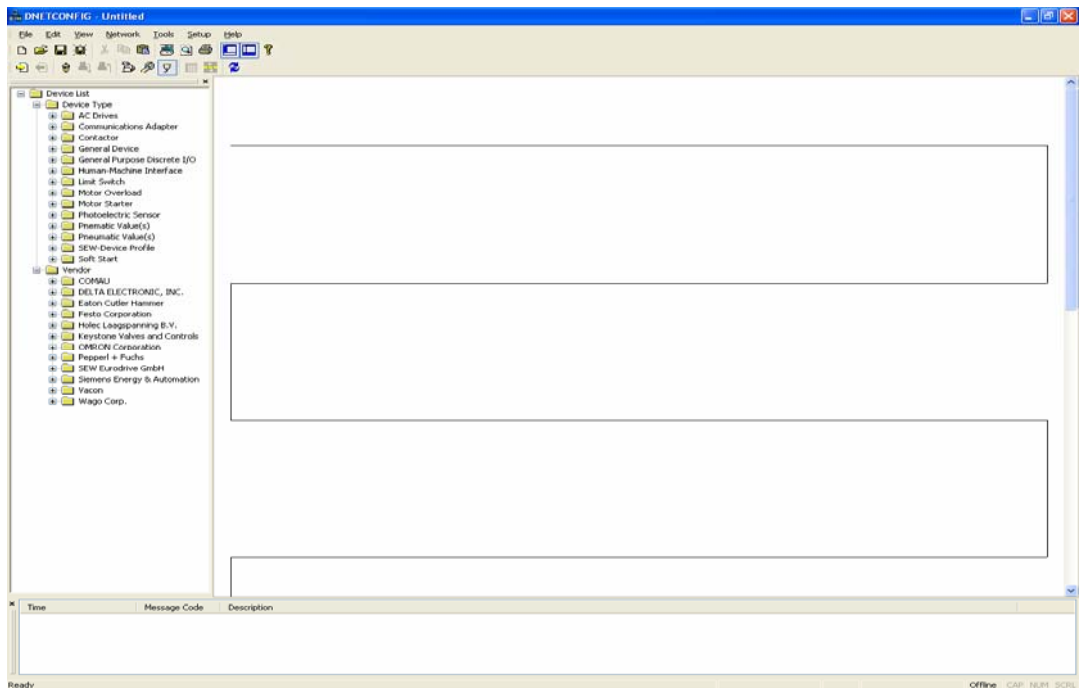 DNETCONFIG - Untitled
File Edit View Network Tools Setup Help
Device List
Device Type
AC Drives
Communications Adapter
Contactor
General Device
General Purpose Discrete I/O
Human-Machine Interface
Limit Switch
Motor Overload
Motor Starter
Photoelectric Sensor
Pnematic Value(s)
Pneumatic Value(s)
SEW-Device Profile
Soft Start
Vendor
COMAU
DELTA ELECTRONIC, INC.
Eaton Cutler Hammer
Festo Corporation
Holec Laagspanning B.V.
Keystone Valves and Controls
OMRON Corporation
Pepperl + Fuchs
SEW Eurodrive GmbH
Siemens Energy & Automation
Vacon
Wago Corp.
Time Message Code Description
Ready Offline CAP NUM SCRL